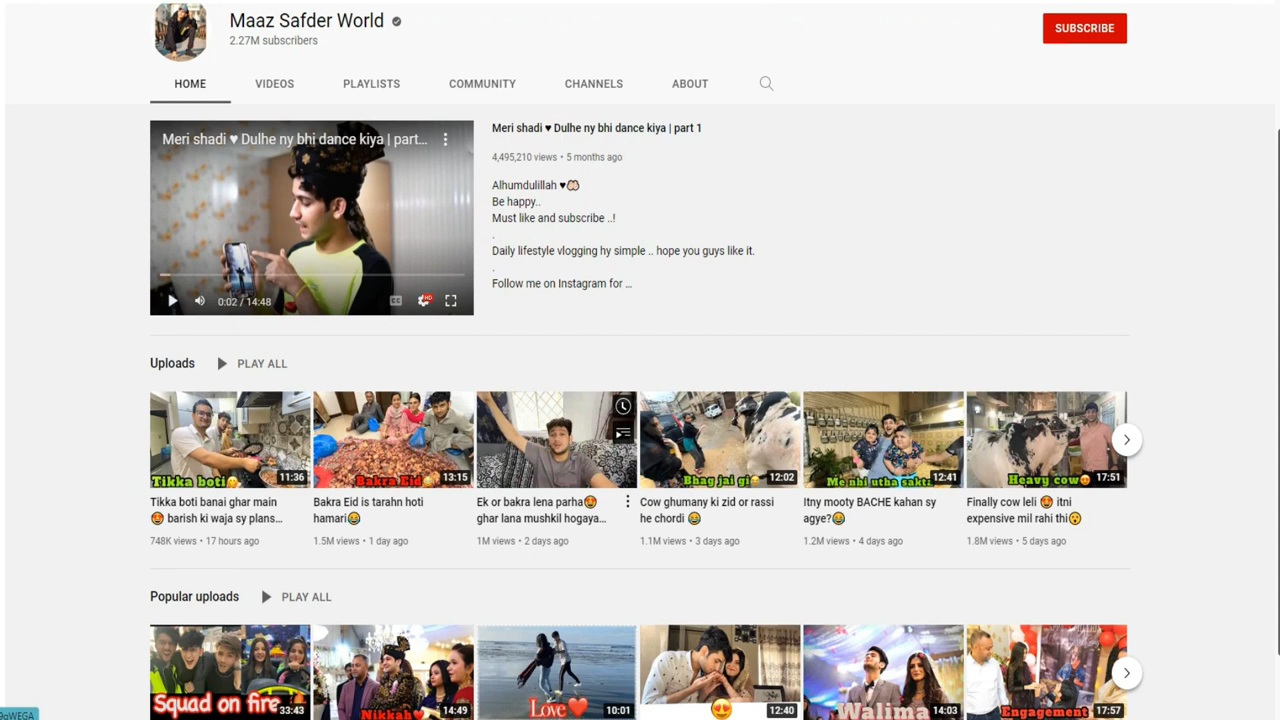 Maaz Safder World
2.27M subscribers
SUBSCRIBE
HOME VIDEOS PLAYLISTS COMMUNITY CHANNELS ABOUT
Meri shadi ♥ Dulhe ny bhi dance kiya | part...
0:02 / 14:48
CC HD
Meri shadi ♥ Dulhe ny bhi dance kiya | part 1
4,495,210 views • 5 months ago
Alhumdulillah ♥🤲🏻
Be happy..
Must like and subscribe ..!
.
Daily lifestyle vlogging hy simple .. hope you guys like it.
.
Follow me on Instagram for ...
Uploads PLAY ALL
Tikka boti😋 11:36
Bakra Eid😋 13:15
Bhag jai gi 12:02
Me nhi utha sakta 12:41
Heavy cow😍 17:51
Tikka boti banai ghar main
😍 barish ki waja sy plans...
748K views • 17 hours ago
Bakra Eid is tarahn hoti
hamari😂
1.5M views • 1 day ago
Ek or bakra lena parha😍
ghar lana mushkil hogaya...
1M views • 2 days ago
Cow ghumany ki zid or rassi
he chordi 😂
1.1M views • 3 days ago
Itny mooty BACHE kahan sy
agye?😂
1.2M views • 4 days ago
Finally cow leli 😍 itni
expensive mil rahi thi😯
1.8M views • 5 days ago
Popular uploads PLAY ALL
Squad on fire 33:43
Nikkah♥ 14:49
Love❤ 10:01
😍 12:40
Walima 14:03
Engagement 17:57